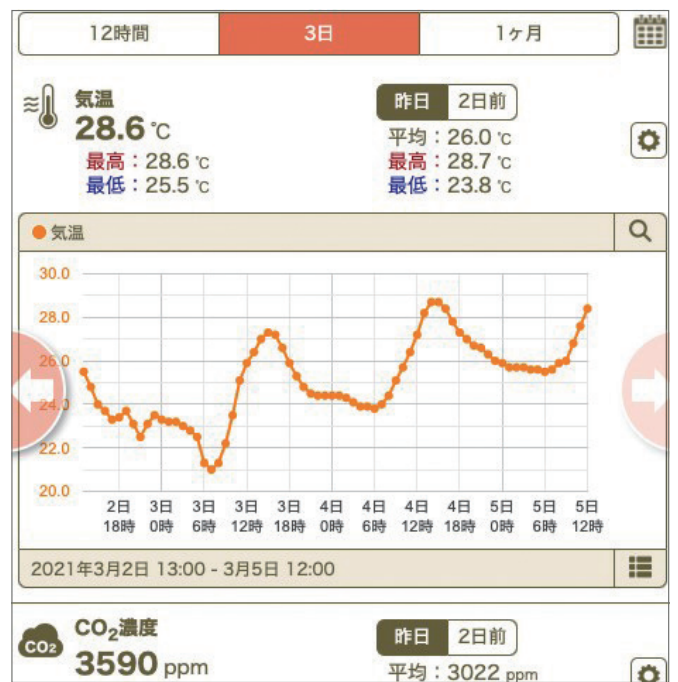 12時間 3日 1ヶ月
気温
28.6 ℃
最高：28.6 ℃
最低：25.5 ℃
昨日 2日前
平均：26.0 ℃
最高：28.7 ℃
最低：23.8 ℃
気温
30.0
28.0
26.0
24.0
22.0
20.0
2日 3日 3日 3日 3日 4日 4日 4日 4日 5日 5日 5日
18時 0時 6時 12時 18時 0時 6時 12時 18時 0時 6時 12時
2021年3月2日 13:00 - 3月5日 12:00
CO₂
CO₂濃度
3590 ppm
昨日 2日前
平均：3022 ppm